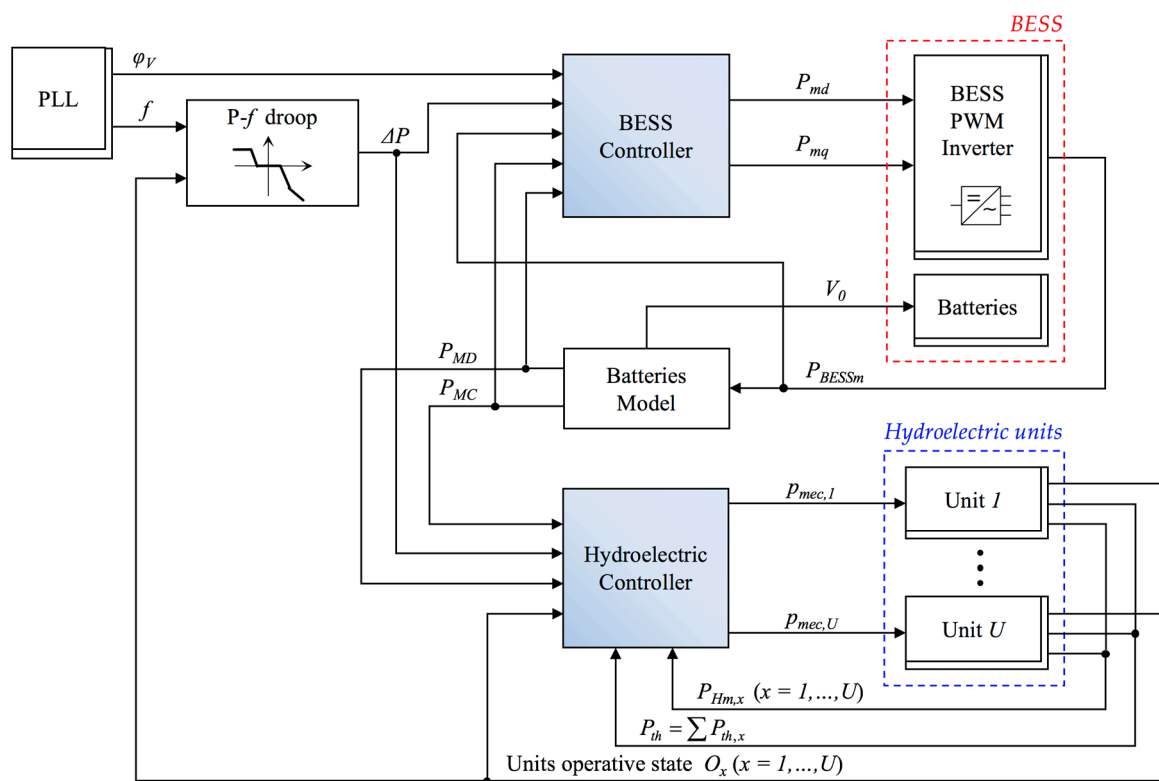 BESS
φV
PLL
f
P-f droop
ΔP
BESS
Controller
Pmd
Pmq
BESS
PWM
Inverter
=
~
V0
Batteries
PMD
PMC
Batteries
Model
PBESSm
Hydroelectric units
pmec,1
Unit 1
Hydroelectric
Controller
pmec,U
Unit U
PHm,x (x = 1,...,U)
Pth = ∑ Pth,x
Units operative state Ox (x = 1,...,U)